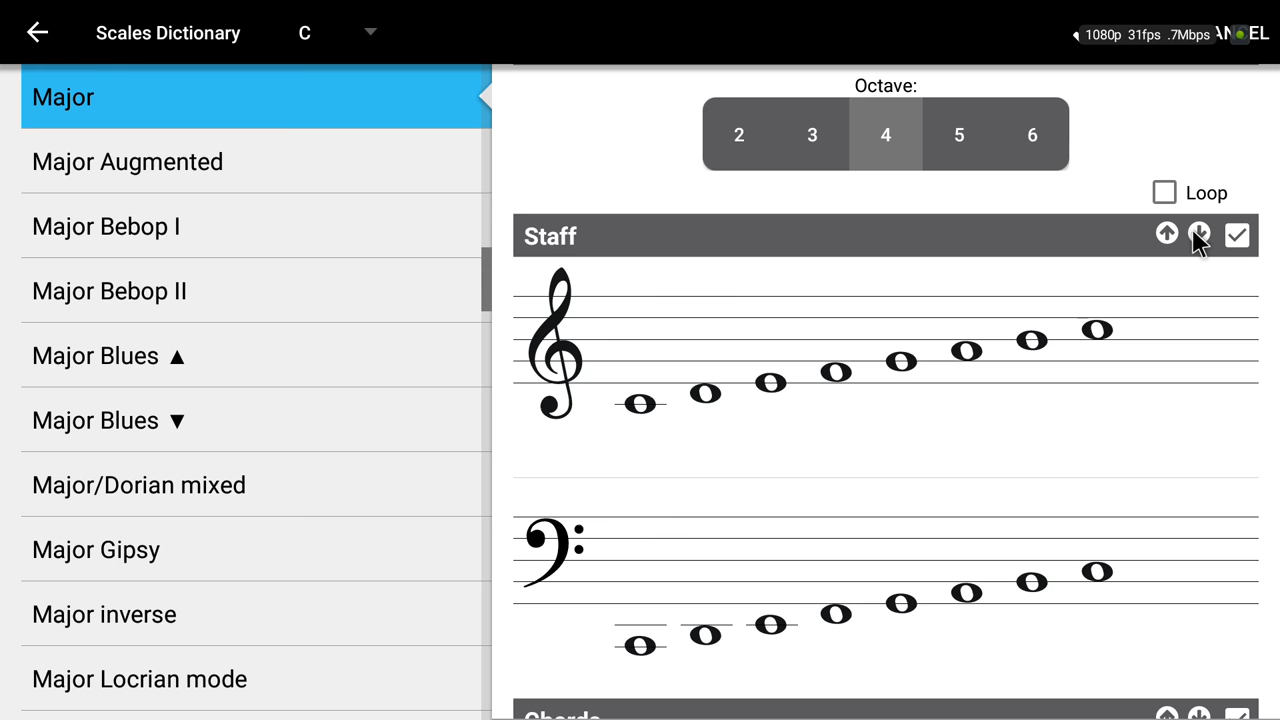 Scales Dictionary
C
1080p 31fps .7Mbps
Major
Major Augmented
Major Bebop I
Major Bebop II
Major Blues ▲
Major Blues ▼
Major/Dorian mixed
Major Gipsy
Major inverse
Major Locrian mode
Octave:
2 3 4 5 6
Loop
Staff
Chords